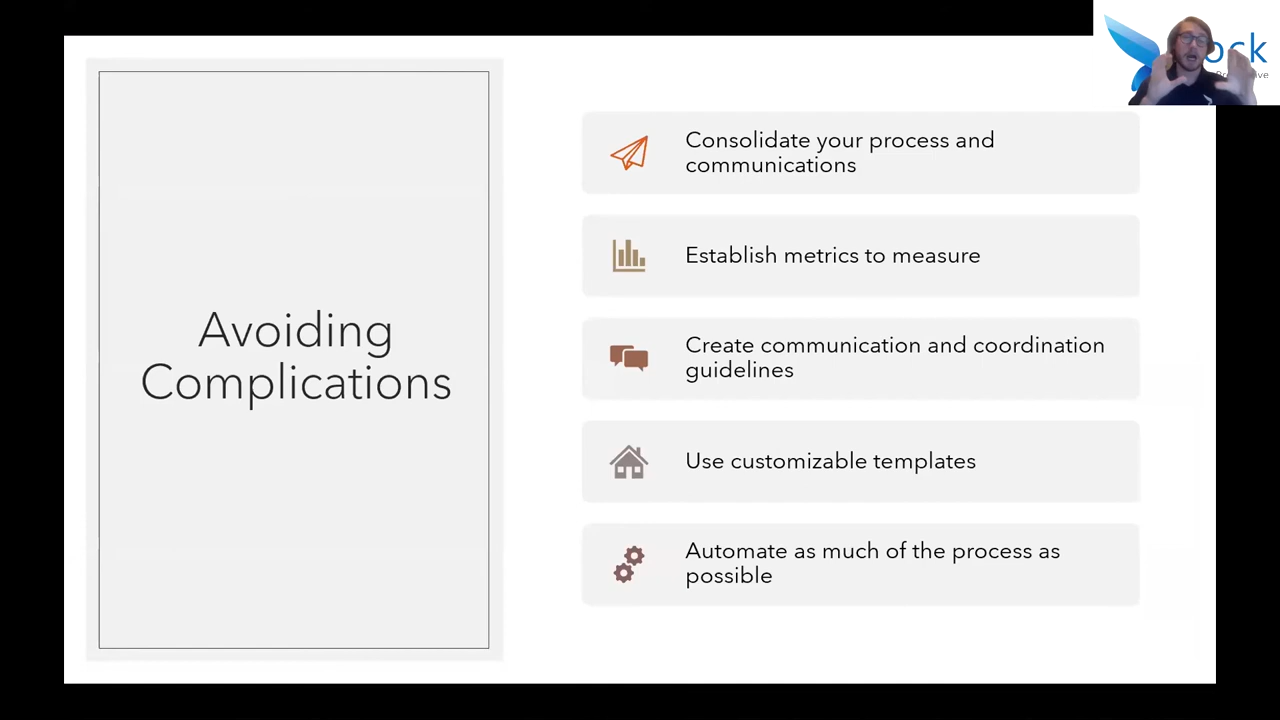 Avoiding
Complications
Consolidate your process and
communications
Establish metrics to measure
Create communication and coordination
guidelines
Use customizable templates
Automate as much of the process as
possible